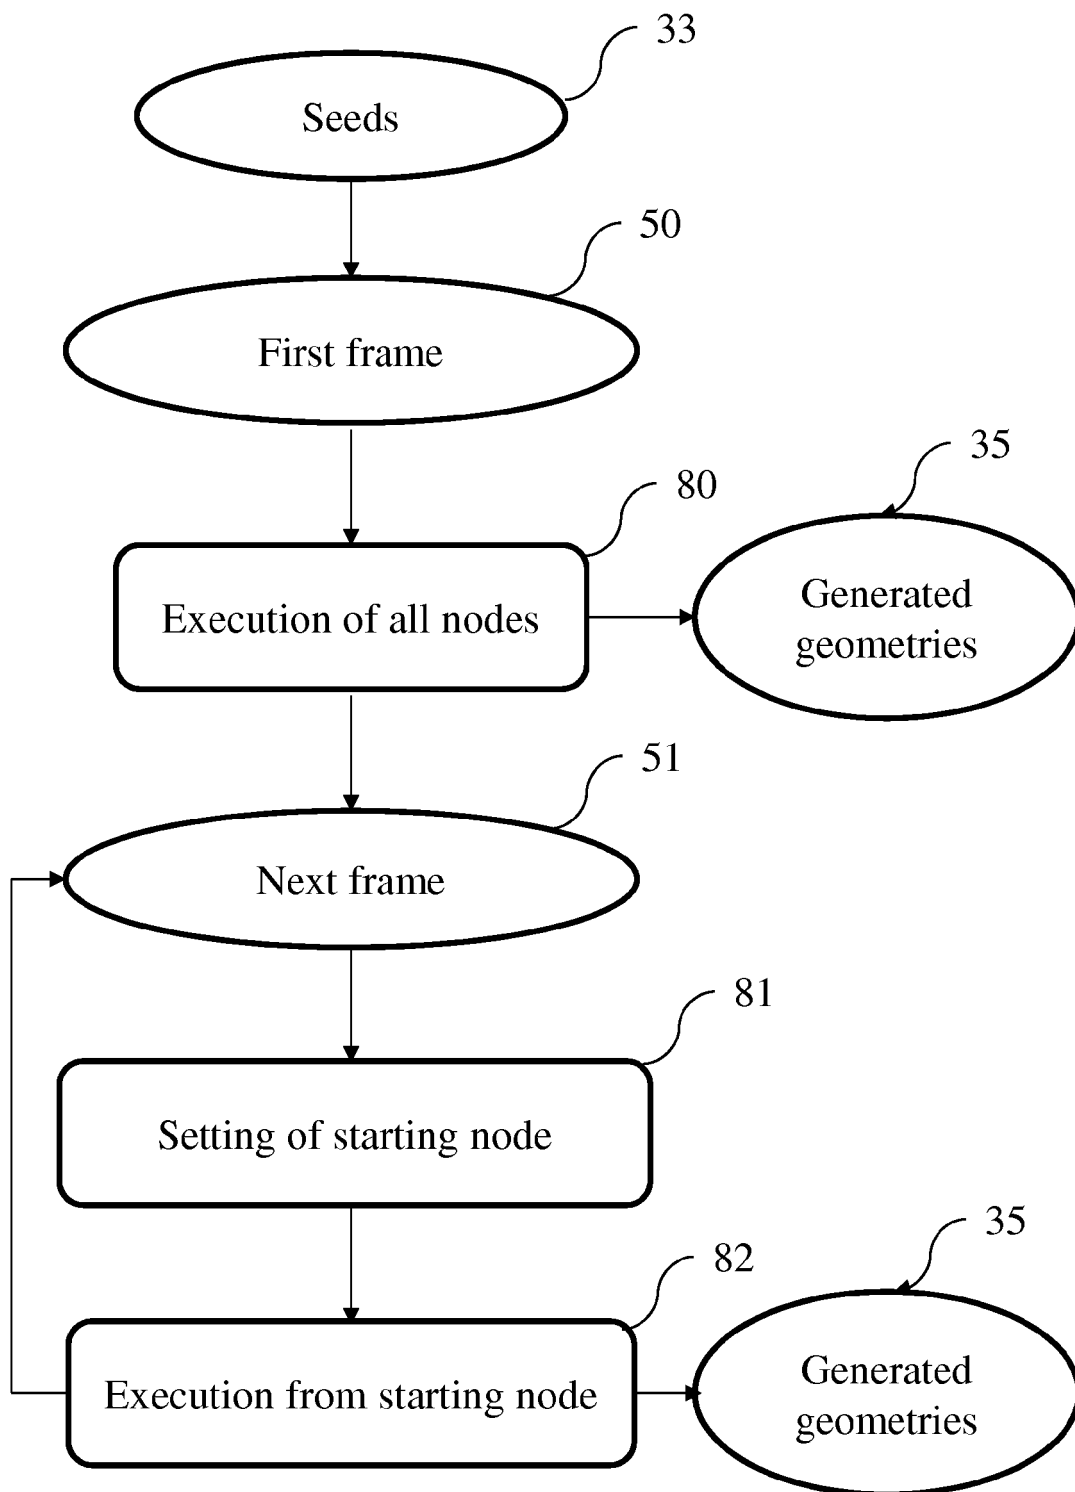 33
Seeds
50
First frame
80
35
Execution of all nodes
Generated
geometries
51
Next frame
81
Setting of starting node
82
35
Execution from starting node
Generated
geometries